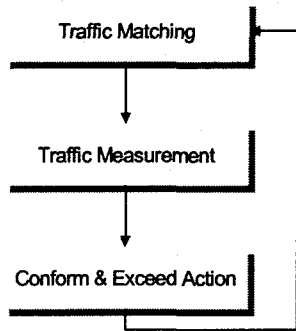 Traffic Matching
Traffic Measurement
Conform & Exceed Action